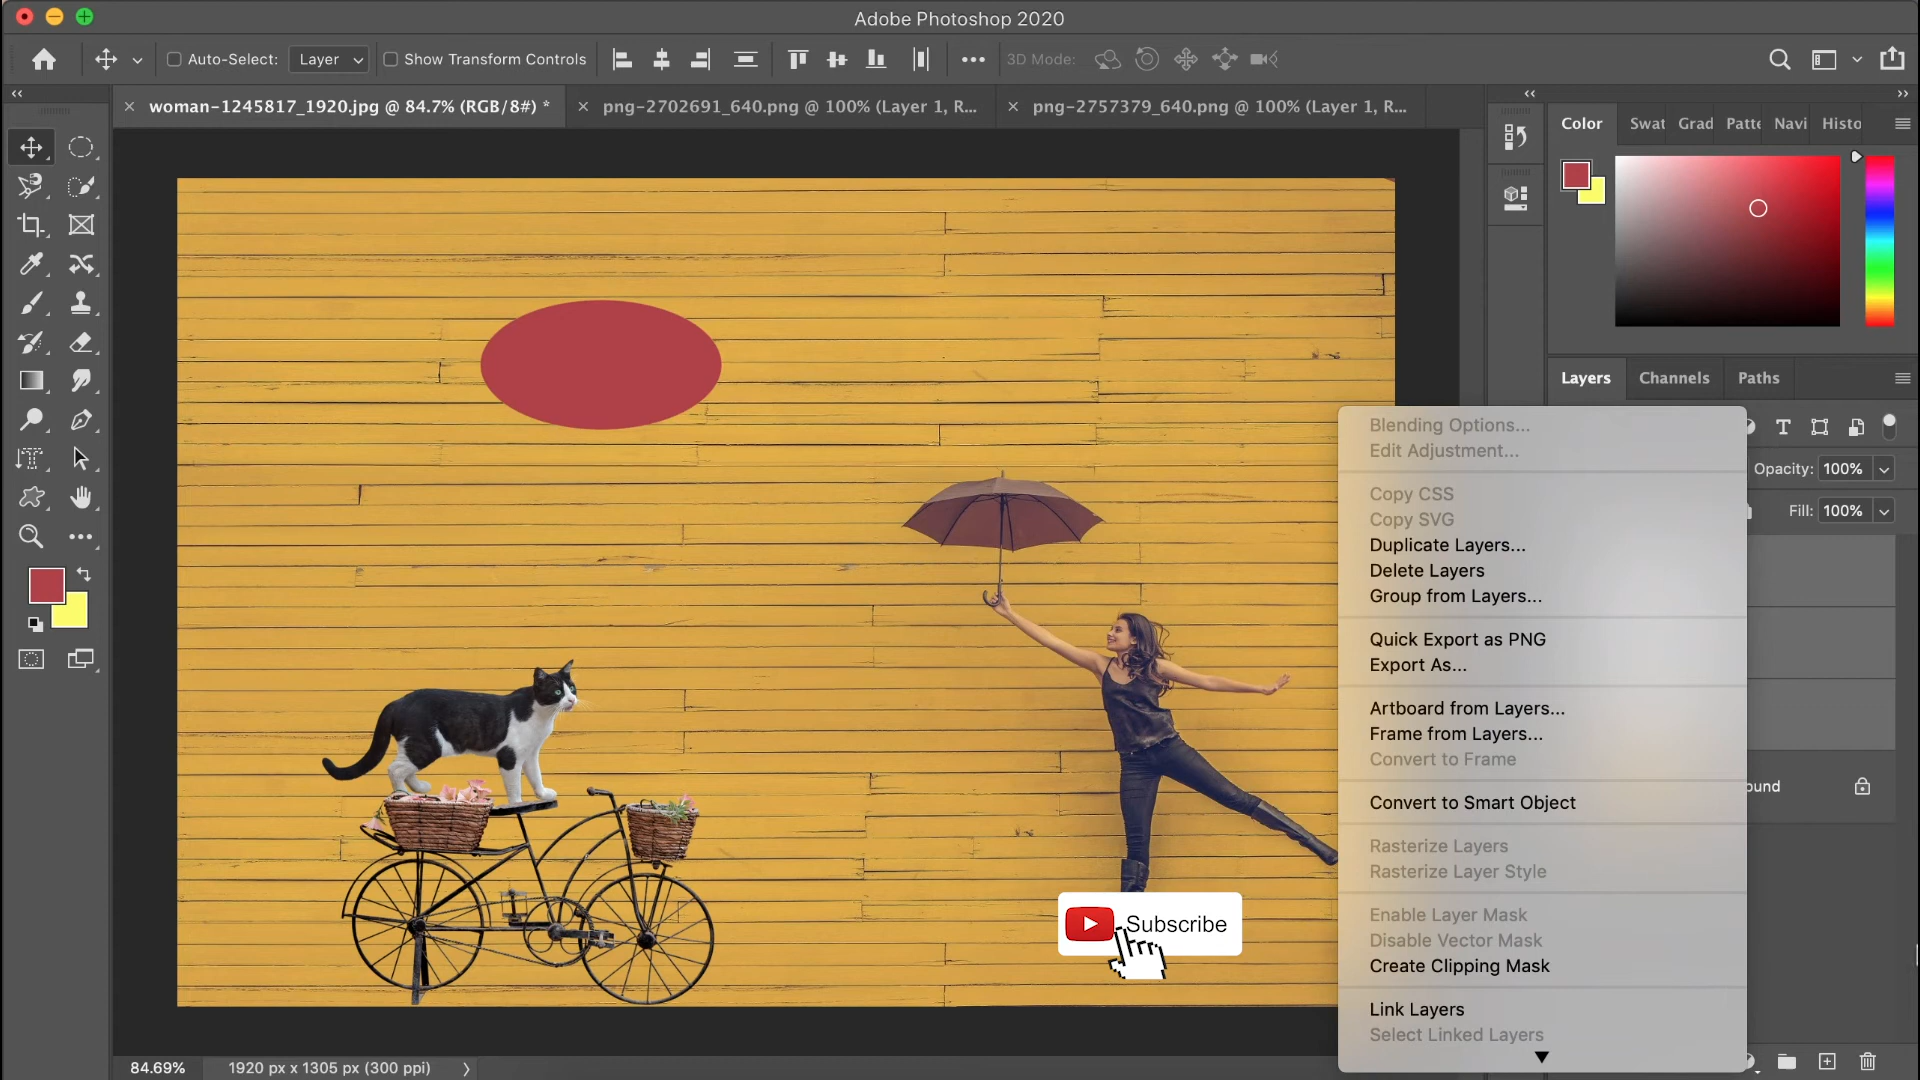 Adobe Photoshop 2020
Auto-Select: Layer Show Transform Controls 3D Mode:
woman-1245817_1920.jpg @ 84.7% (RGB/8#) * png-2702691_640.png @ 100% (Layer 1, R... png-2757379_640.png @ 100% (Layer 1, R...
Color Swat Grad Patte Navi Histo
Layers Channels Paths
Opacity: 100%
Fill: 100%
ound
Blending Options...
Edit Adjustment...
Copy CSS
Copy SVG
Duplicate Layers...
Delete Layers
Group from Layers...
Quick Export as PNG
Export As...
Artboard from Layers...
Frame from Layers...
Convert to Frame
Convert to Smart Object
Rasterize Layers
Rasterize Layer Style
Enable Layer Mask
Disable Vector Mask
Create Clipping Mask
Link Layers
Select Linked Layers
Subscribe
84.69% 1920 px x 1305 px (300 ppi)